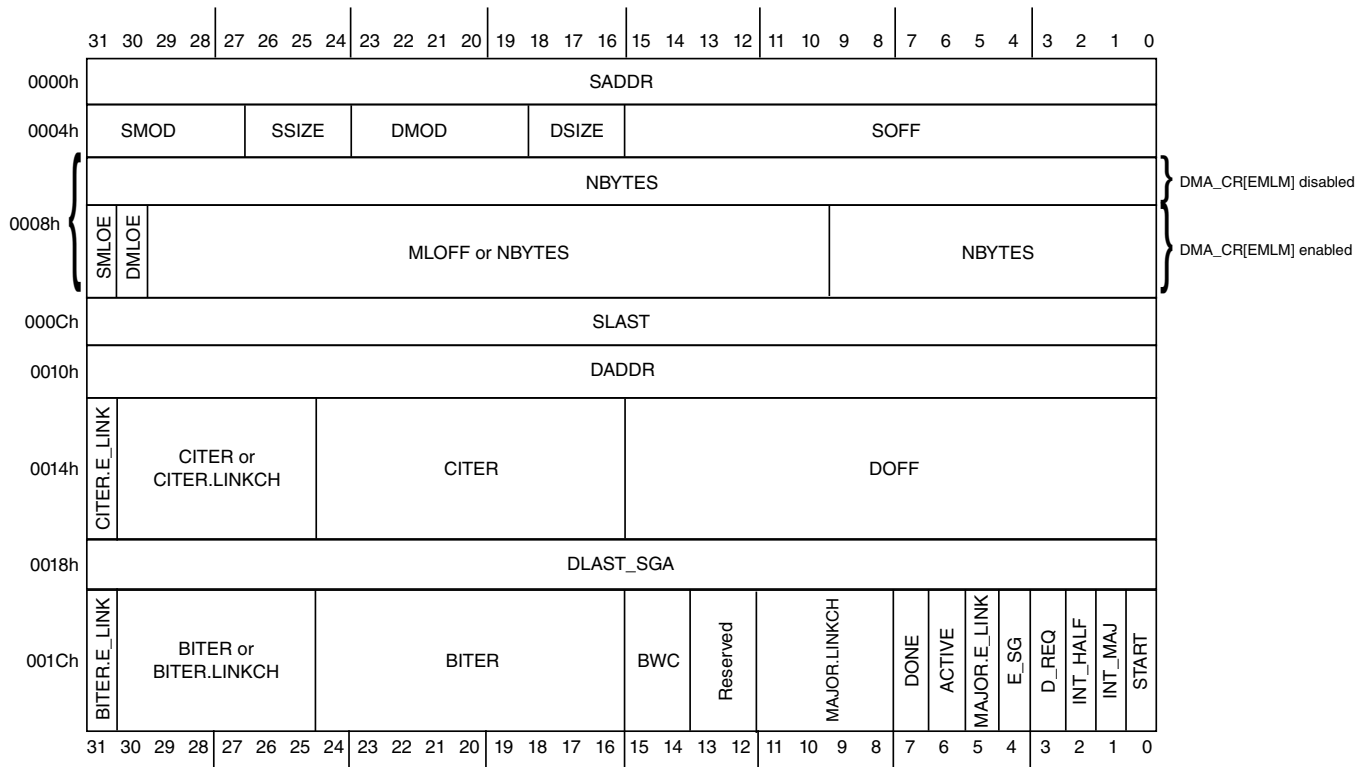 31 30 29 28 27 26 25 24 23 22 21 20 19 18 17 16 15 14 13 12 11 10 9 8 7 6 5 4 3 2 1 0
0000h SADDR
0004h SMOD SSIZE DMOD DSIZE SOFF
NBYTES DMA_CR[EMLM] disabled
0008h
SMLOE DMLOE MLOFF or NBYTES NBYTES DMA_CR[EMLM] enabled
000Ch SLAST
0010h DADDR
0014h CITER.E_LINK
CITER or
CITER.LINKCH
CITER DOFF
0018h DLAST_SGA
001Ch BITER.E_LINK
BITER or
BITER.LINKCH
BITER BWC Reserved MAJOR.LINKCH DONE ACTIVE MAJOR.E_LINK E_SG D_REQ INT_HALF INT_MAJ START
31 30 29 28 27 26 25 24 23 22 21 20 19 18 17 16 15 14 13 12 11 10 9 8 7 6 5 4 3 2 1 0